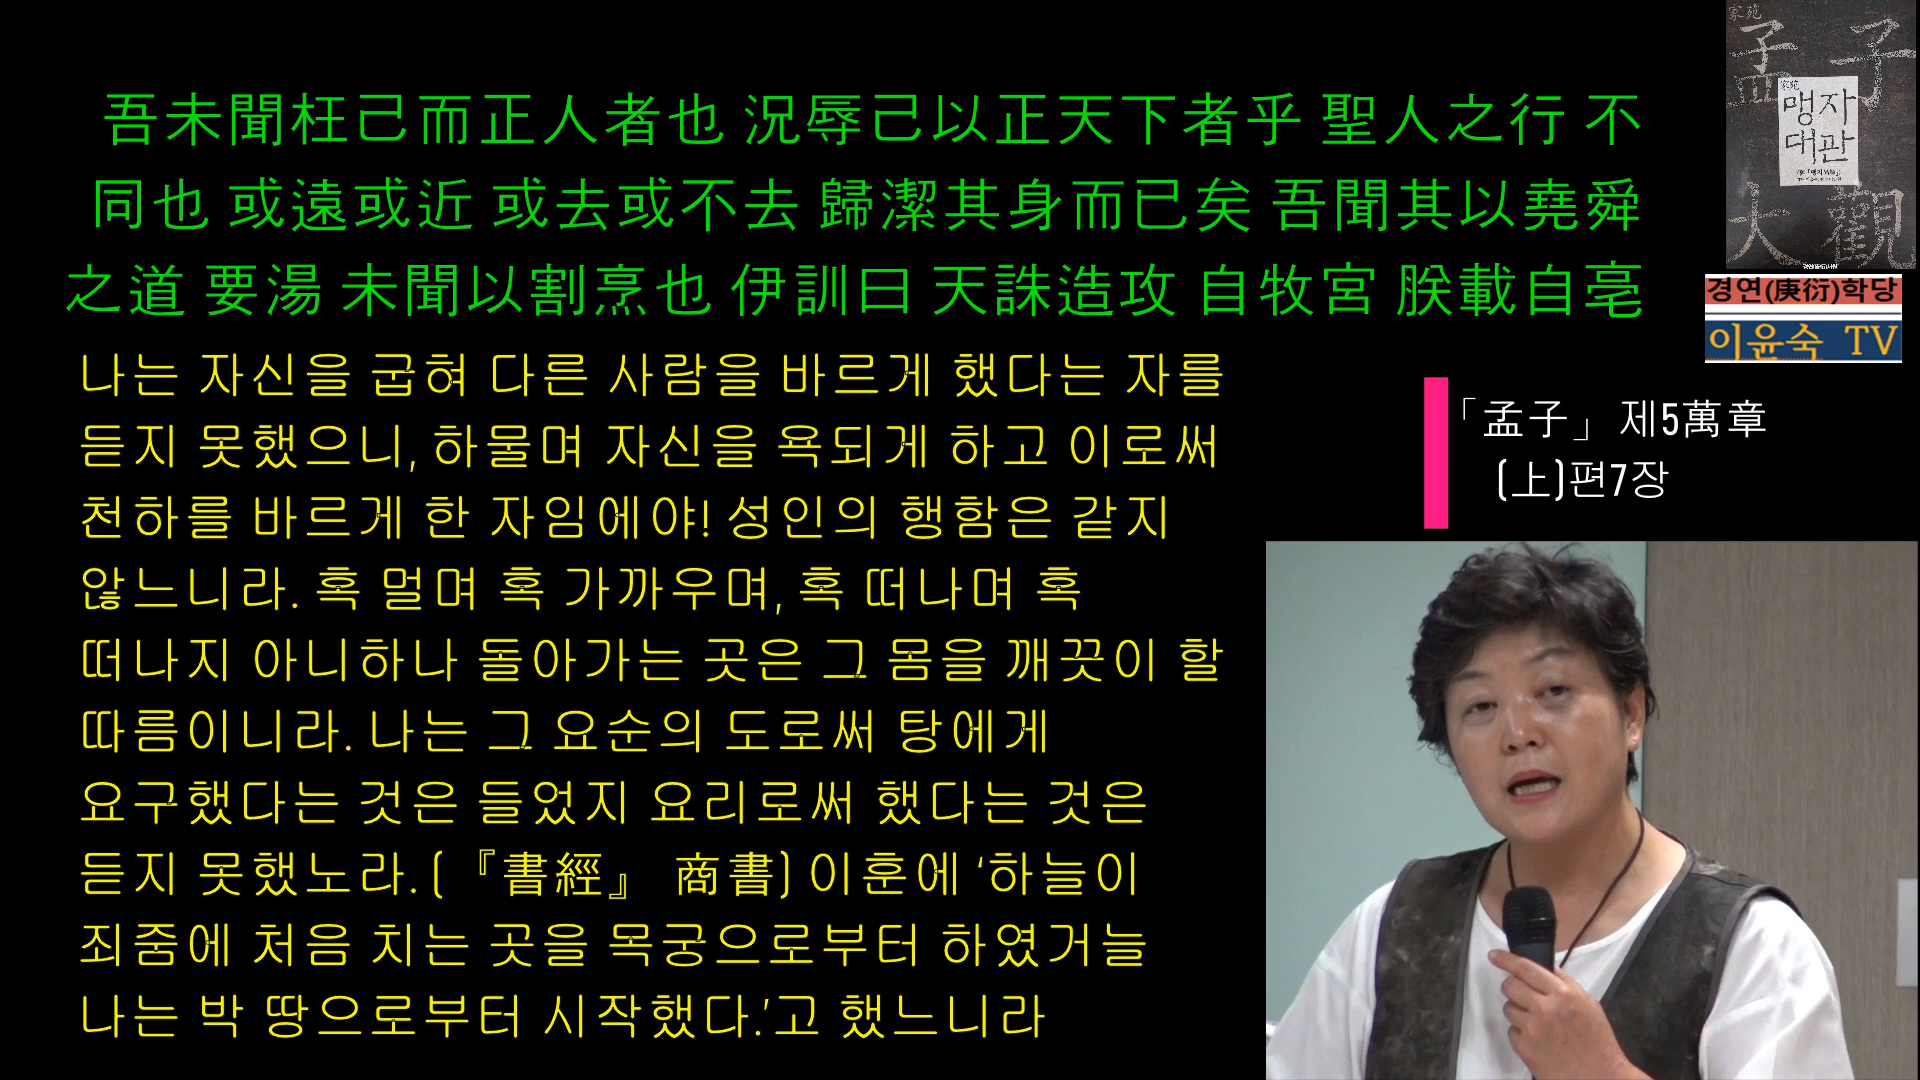 吾未聞枉己而正人者也 況辱己以正天下者乎 聖人之行 不
同也 或遠或近 或去或不去 歸潔其身而已矣 吾聞其以堯舜
之道 要湯 未聞以割烹也 伊訓曰 天誅造攻 自牧宮 朕載自亳
나는 자신을 굽혀 다른 사람을 바르게 했다는 자를
듣지 못했으니, 하물며 자신을 욕되게 하고 이로써
천하를 바르게 한 자임에야! 성인의 행함은 같지
않느니라. 혹 멀며 혹 가까우며, 혹 떠나며 혹
떠나지 아니하나 돌아가는 곳은 그 몸을 깨끗이 할
따름이니라. 나는 그 요순의 도로써 탕에게
요구했다는 것은 들었지 요리로써 했다는 것은
듣지 못했노라. ( 『書經』 商書) 이훈에 ‘하늘이
죄줌에 처음 치는 곳을 목궁으로부터 하였거늘
나는 박 땅으로부터 시작했다.’고 했느니라
家苑
孟子
맹자
대관
大觀
경연(庚衍)학당
이윤숙 TV
「孟子」 제5萬章
(上)편7장